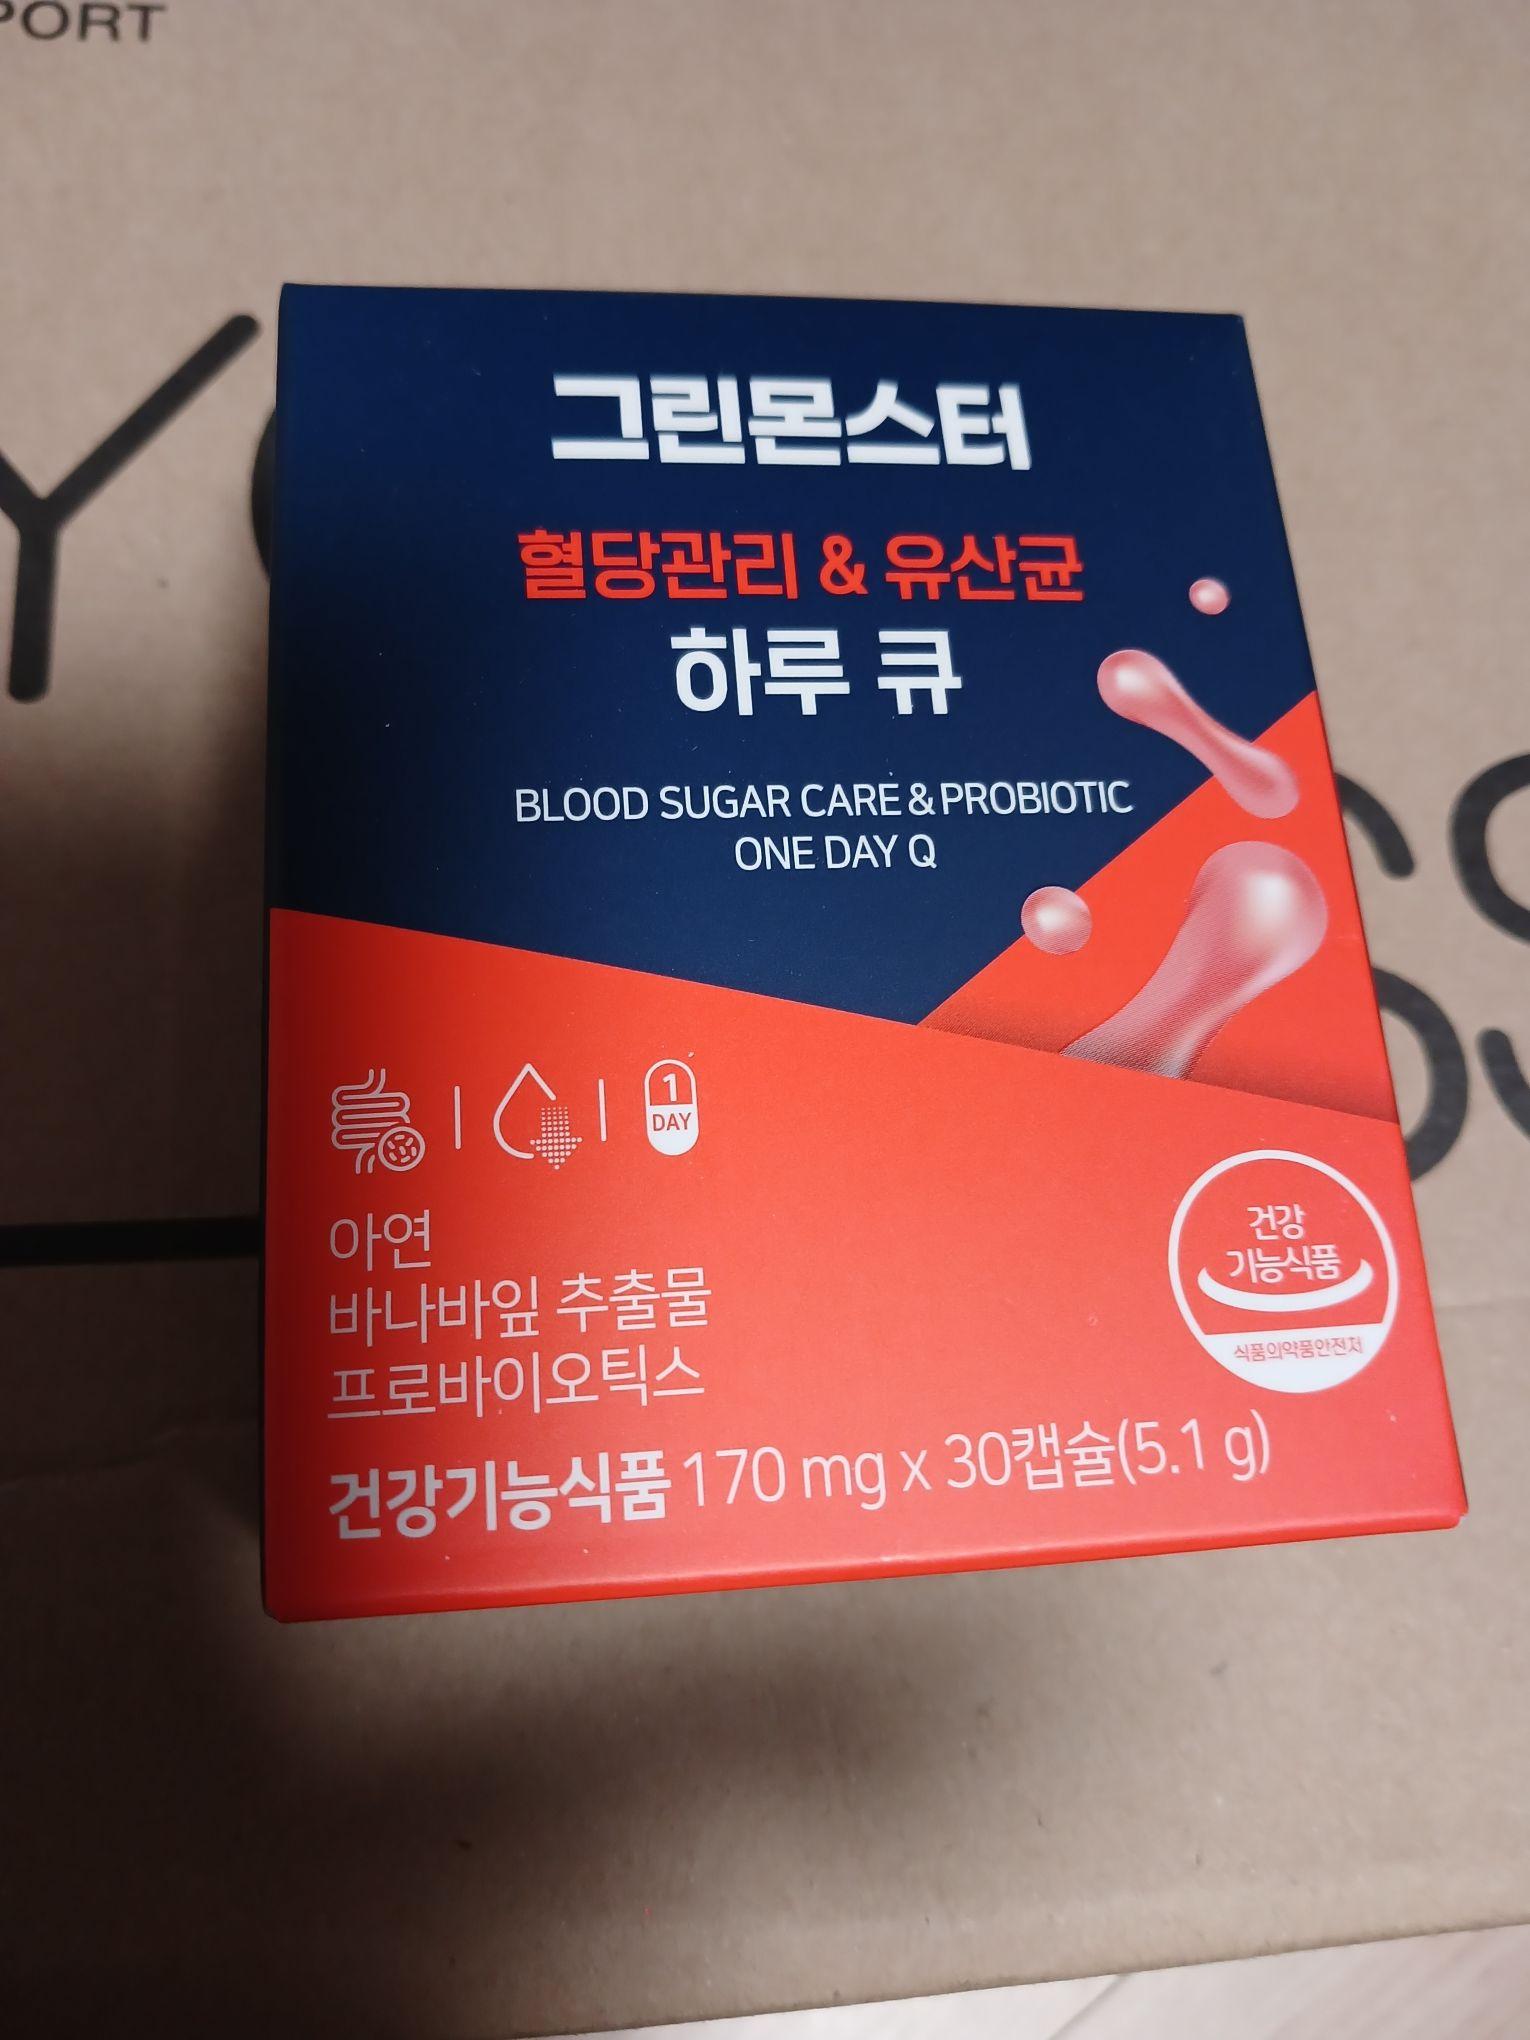 PORT
그린몬스터
혈당관리 & 유산균
하루 큐
BLOOD SUGAR CARE & PROBIOTIC
ONE DAY Q
1
DAY
아연
바나바잎 추출물
프로바이오틱스
건강기능식품 170 mg x 30캡슐(5.1 g)
건강
기능식품
식품의약품안전처